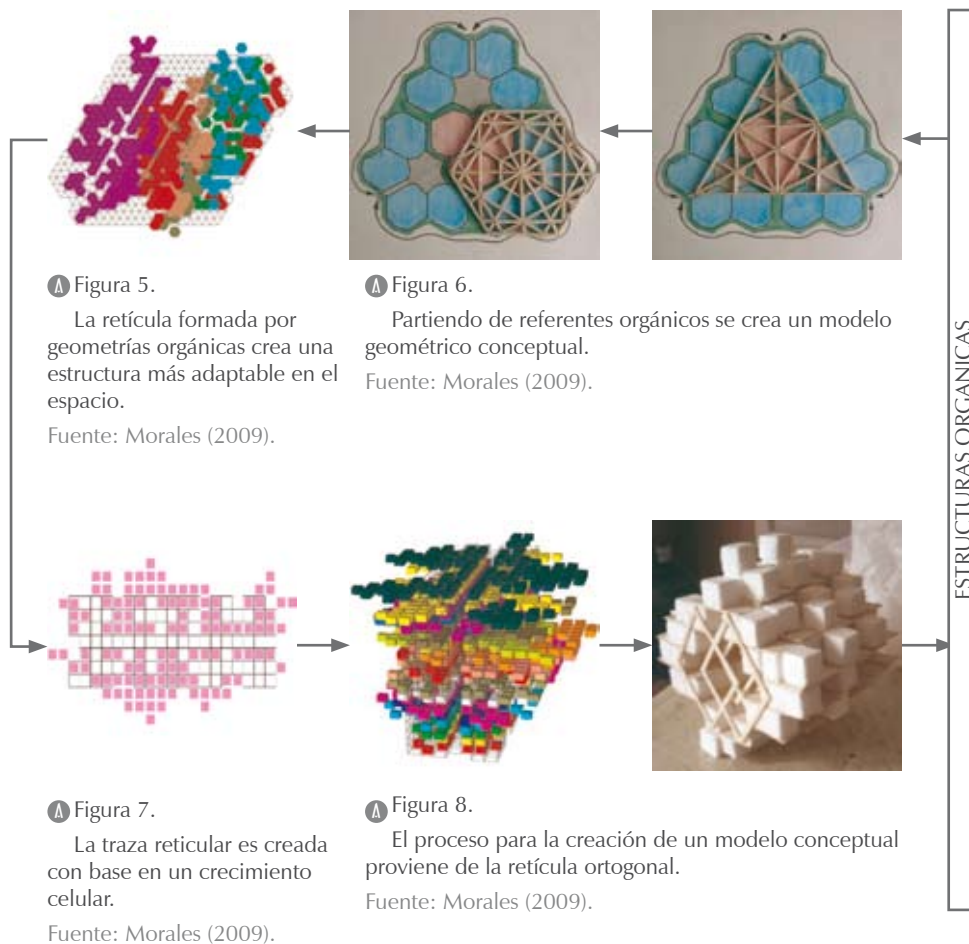 Figura 5.
La retícula formada por
geometrías orgánicas crea una
estructura más adaptable en el
espacio.
Fuente: Morales (2009).
Figura 6.
Partiendo de referentes orgánicos se crea un modelo
geométrico conceptual.
Fuente: Morales (2009).
ESTRUCTURAS ORGANICAS
Figura 7.
La traza reticular es creada
con base en un crecimiento
celular.
Fuente: Morales (2009).
Figura 8.
El proceso para la creación de un modelo conceptual
proviene de la retícula ortogonal.
Fuente: Morales (2009).